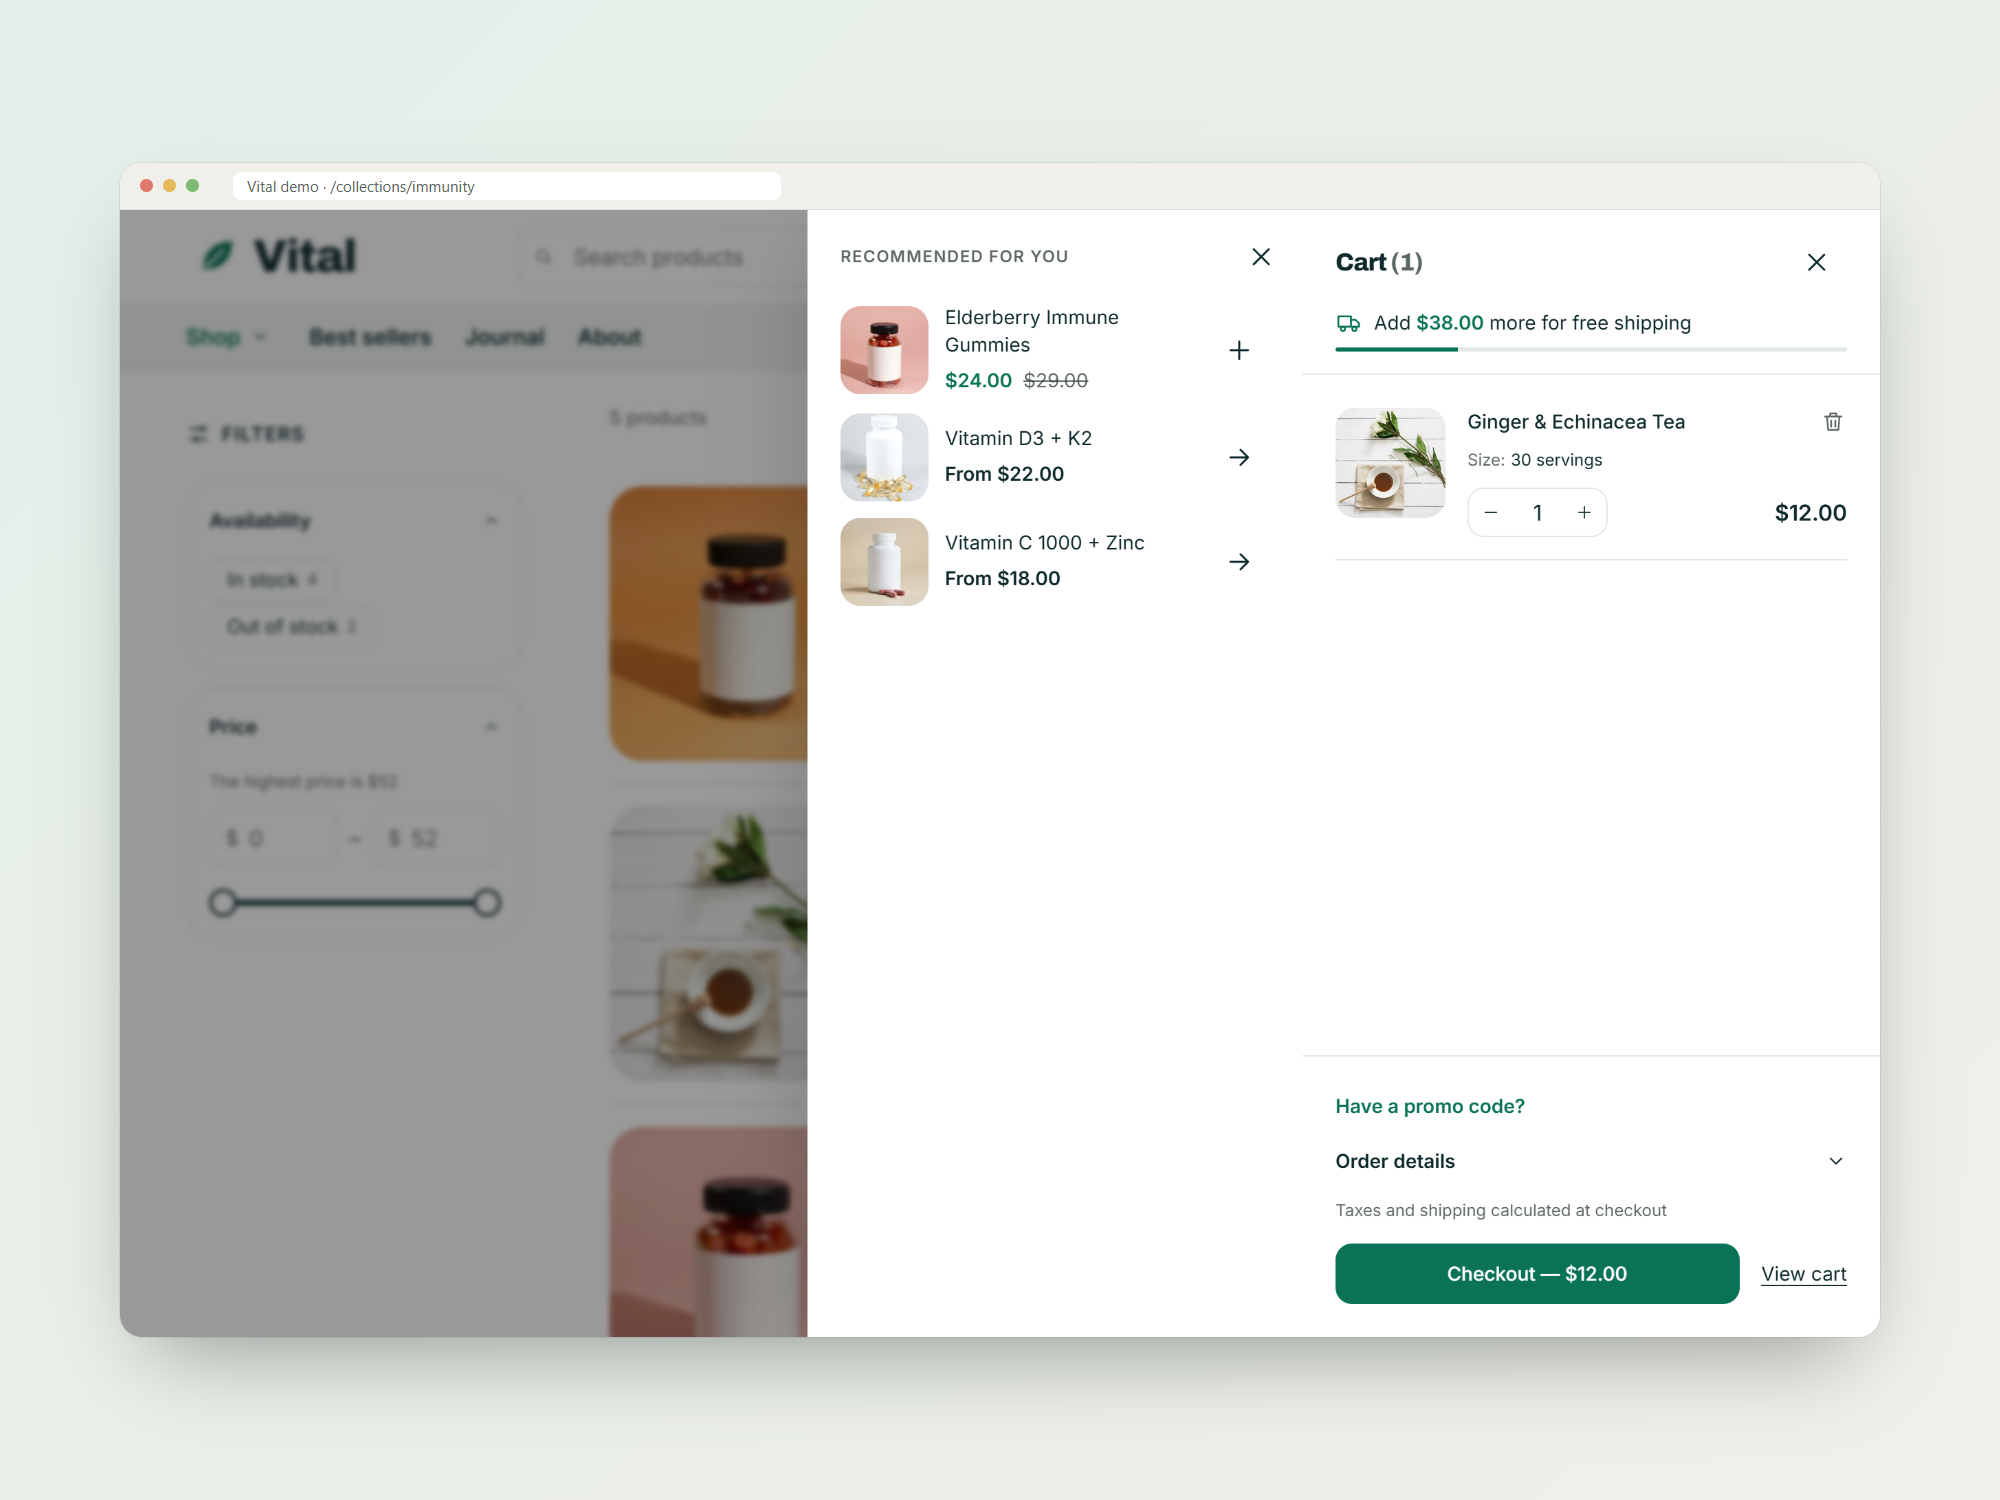 Vital demo · /collections/immunity
Vital
Search products
Shop
Best sellers
Journal
About
FILTERS
5 products
Availability
In stock 4
Out of stock 2
Price
The highest price is $52
$ 0 – $ 52
RECOMMENDED FOR YOU
Elderberry Immune
Gummies
$24.00 $29.00
Vitamin D3 + K2
From $22.00
Vitamin C 1000 + Zinc
From $18.00
Cart (1)
Add $38.00 more for free shipping
Ginger & Echinacea Tea
Size: 30 servings
− 1 +
$12.00
Have a promo code?
Order details
Taxes and shipping calculated at checkout
Checkout — $12.00
View cart